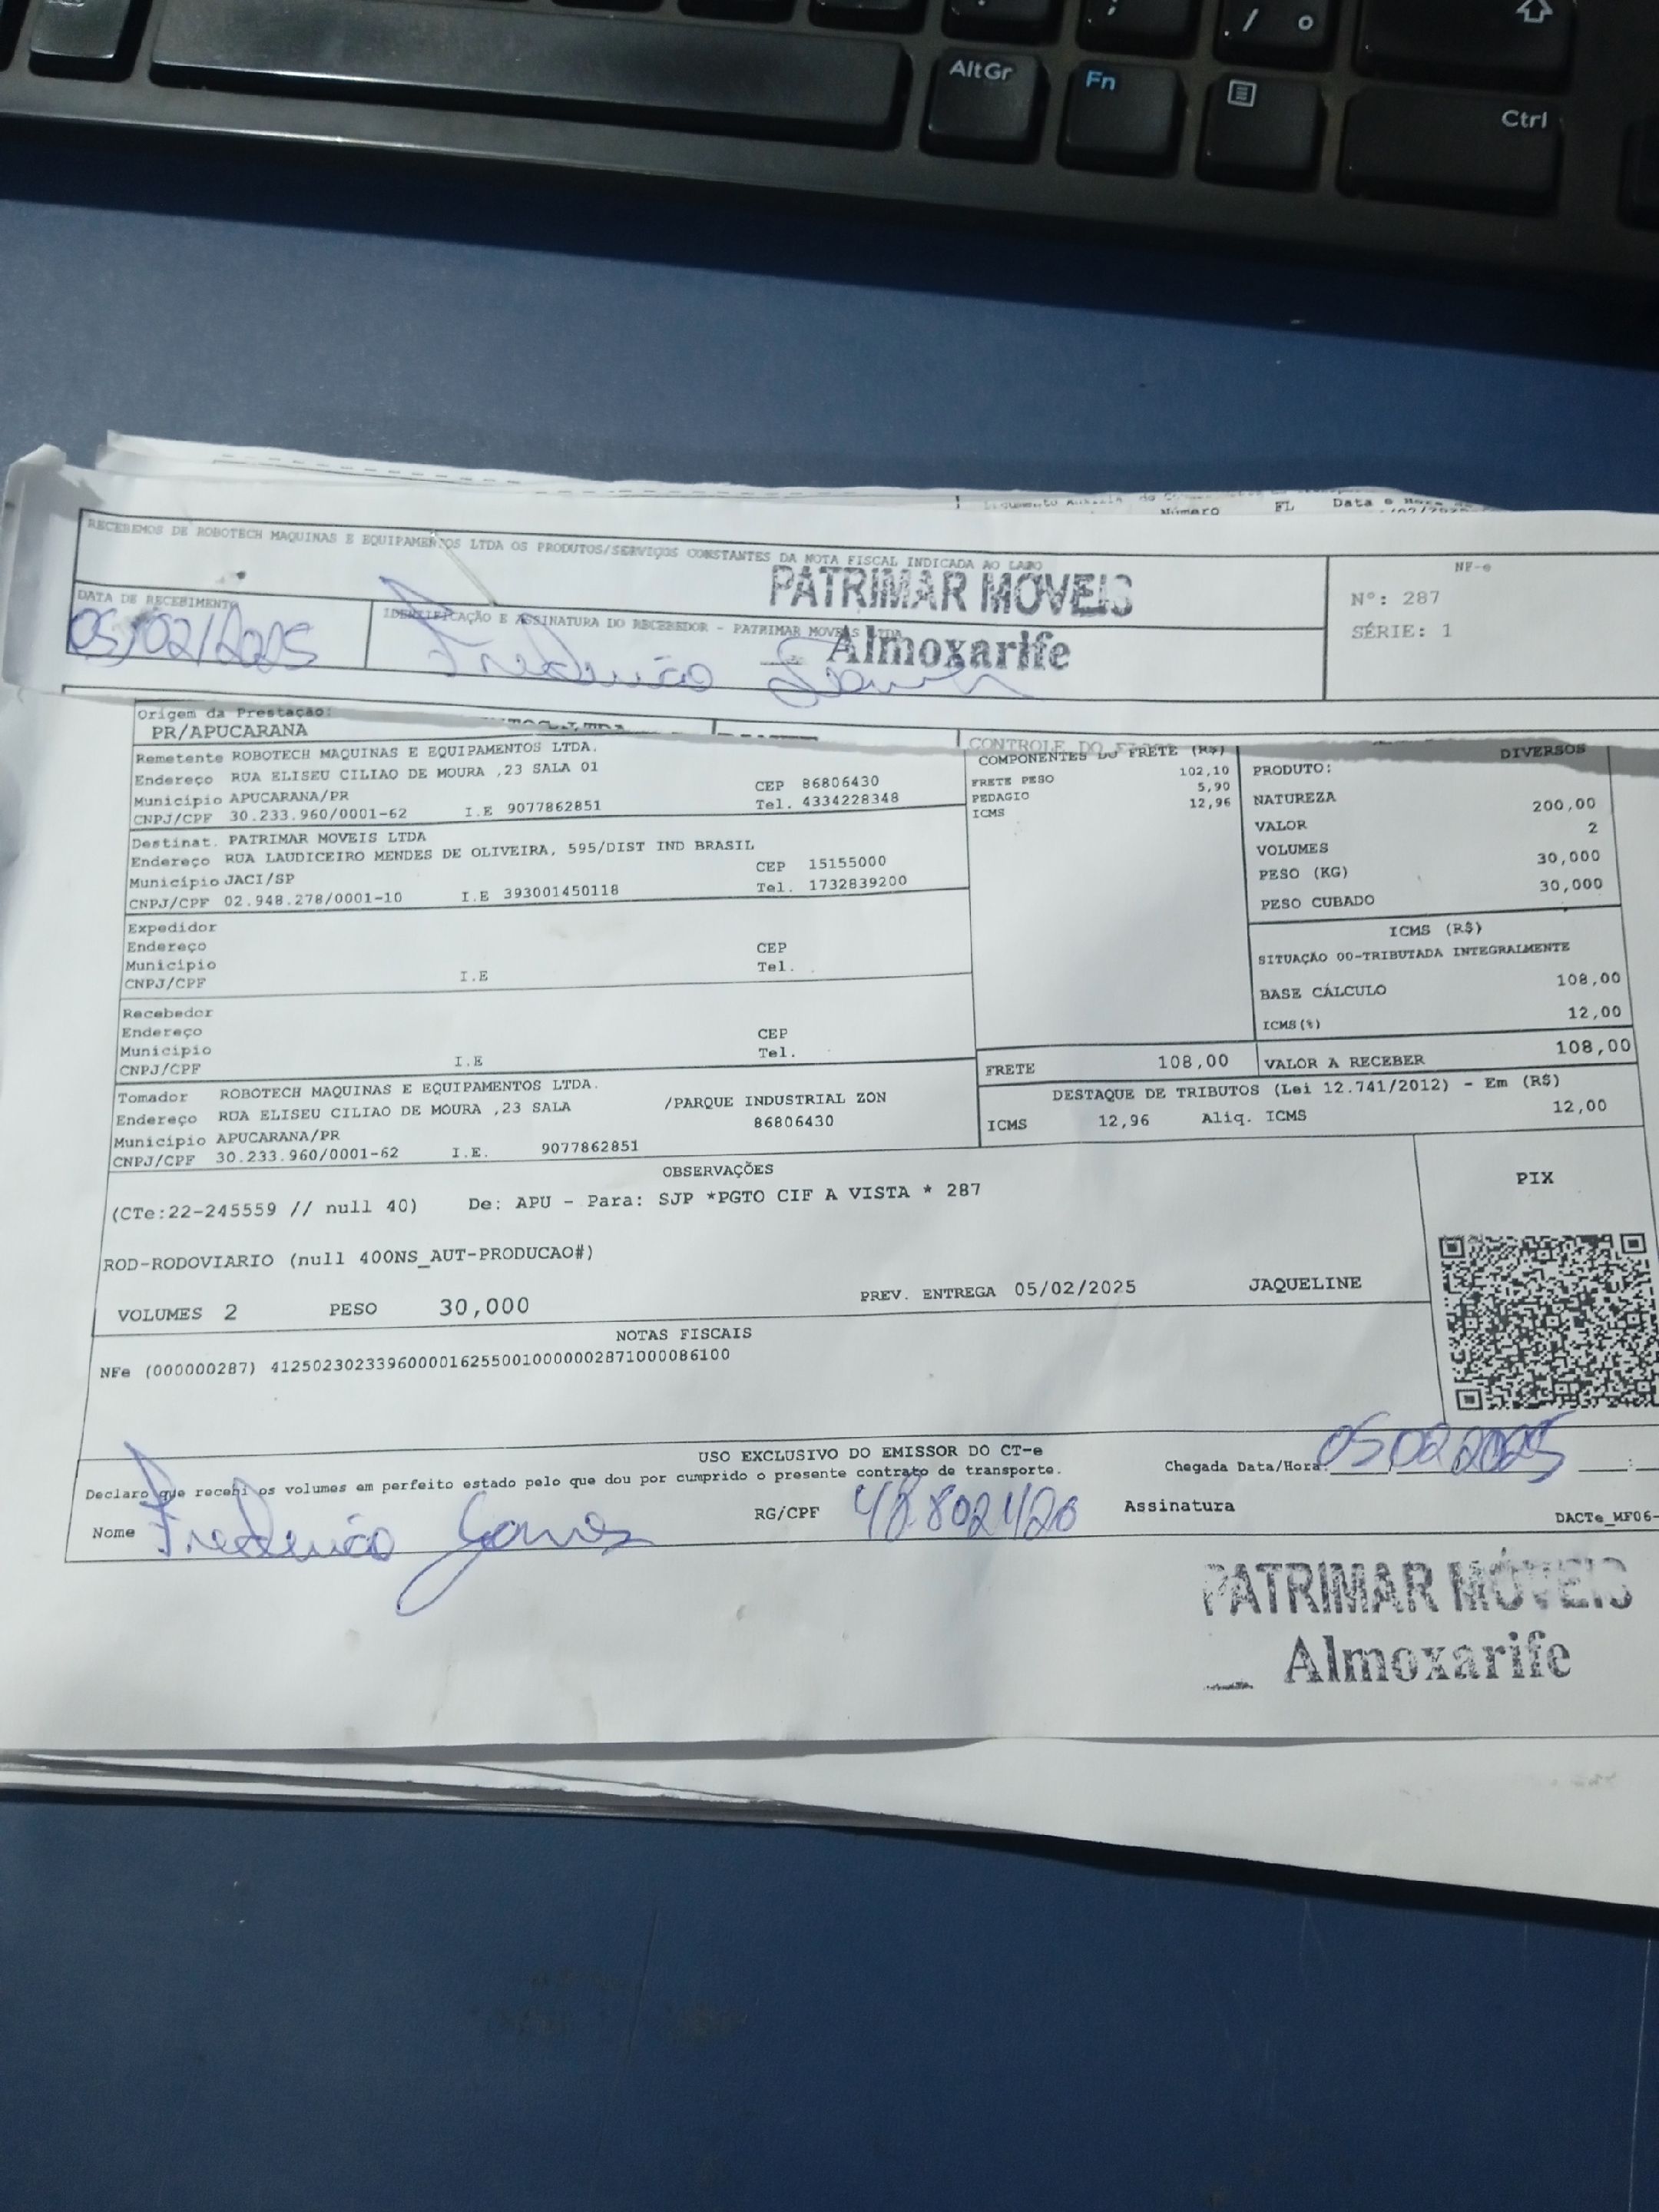 AltGr
Fn
Ctrl
Número FL Data e
RECEBEMOS DE ROBOTECH MAQUINAS E EQUIPAMENTOS LTDA OS PRODUTOS/SERVIÇOS CONSTANTES DA NOTA FISCAL INDICADA AO LADO
NF-e
Nº: 287
SÉRIE: 1
PATRIMAR MÓVEIS
Almoxarife
DATA DE RECEBIMENTO
05/02/2025
IDENTIFICAÇÃO E ASSINATURA DO RECEBEDOR - PATRIMAR MOVEIS LTDA
Frederico
Origem da Prestação:
PR/APUCARANA
Remetente ROBOTECH MAQUINAS E EQUIPAMENTOS LTDA.
Endereço RUA ELISEU CILIAO DE MOURA ,23 SALA 01
Município APUCARANA/PR CEP 86806430
CNPJ/CPF 30.233.960/0001-62 I.E 9077862851 Tel. 4334228348
Destinat. PATRIMAR MOVEIS LTDA
Endereço RUA LAUDICEIRO MENDES DE OLIVEIRA, 595/DIST IND BRASIL
Município JACI/SP CEP 15155000
CNPJ/CPF 02.948.278/0001-10 I.E 393001450118 Tel. 1732839200
Expedidor
Endereço
Município CEP
CNPJ/CPF I.E Tel.
Recebedor
Endereço
Município CEP
CNPJ/CPF I.E Tel.
Tomador ROBOTECH MAQUINAS E EQUIPAMENTOS LTDA.
Endereço RUA ELISEU CILIAO DE MOURA ,23 SALA /PARQUE INDUSTRIAL ZON
Município APUCARANA/PR 86806430
CNPJ/CPF 30.233.960/0001-62 I.E. 9077862851
CONTROLE DO
COMPONENTES DO FRETE (R$)
FRETE PESO 102,10
PEDAGIO 5,90
ICMS 12,96
DIVERSOS
PRODUTO:
NATUREZA
VALOR 200,00
VOLUMES 2
PESO (KG) 30,000
PESO CUBADO 30,000
ICMS (R$)
SITUAÇÃO 00-TRIBUTADA INTEGRALMENTE
BASE CÁLCULO 108,00
ICMS(%) 12,00
FRETE 108,00 VALOR A RECEBER 108,00
DESTAQUE DE TRIBUTOS (Lei 12.741/2012) - Em (R$)
ICMS 12,96 Aliq. ICMS 12,00
OBSERVAÇÕES
(CTe:22-245559 // null 40) De: APU - Para: SJP *PGTO CIF A VISTA * 287
ROD-RODOVIARIO (null 400NS_AUT-PRODUCAO#)
VOLUMES 2 PESO 30,000 PREV. ENTREGA 05/02/2025 JAQUELINE
PIX
NOTAS FISCAIS
NFe (000000287) 41250230233960000162550010000002871000086100
USO EXCLUSIVO DO EMISSOR DO CT-e
Declaro que recebi os volumes em perfeito estado pelo que dou por cumprido o presente contrato de transporte.
Chegada Data/Hora: 05 02 2025
Nome Frederico Gomes RG/CPF Assinatura
DACTe_MF06-
PATRIMAR MÓVEIS
Almoxarife